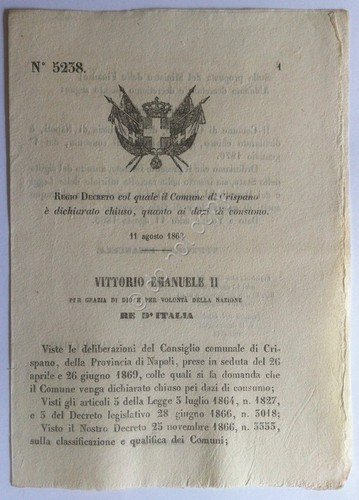 N° 5238.
1
REGIO DECRETO col quale il Comune di Crispano
è dichiarato chiuso, quanto ai dazi di consumo.
11 agosto 1869
VITTORIO EMANUELE II
PER GRAZIA DI DIO E PER VOLONTÀ DELLA NAZIONE
RE D'ITALIA
Viste le deliberazioni del Consiglio comunale di Cri-
spano, della Provincia di Napoli, prese in seduta del 26
aprile e 26 giugno 1869, colle quali si fa domanda che
il Comune venga dichiarato chiuso pei dazi di consumo;
Visti gli articoli 5 della Legge 3 luglio 1864, n. 1827,
e 5 del Decreto legislativo 28 giugno 1866, n. 3018;
Visto il Nostro Decreto 25 novembre 1866, n. 3355,
sulla classificazione e qualifica dei Comuni;